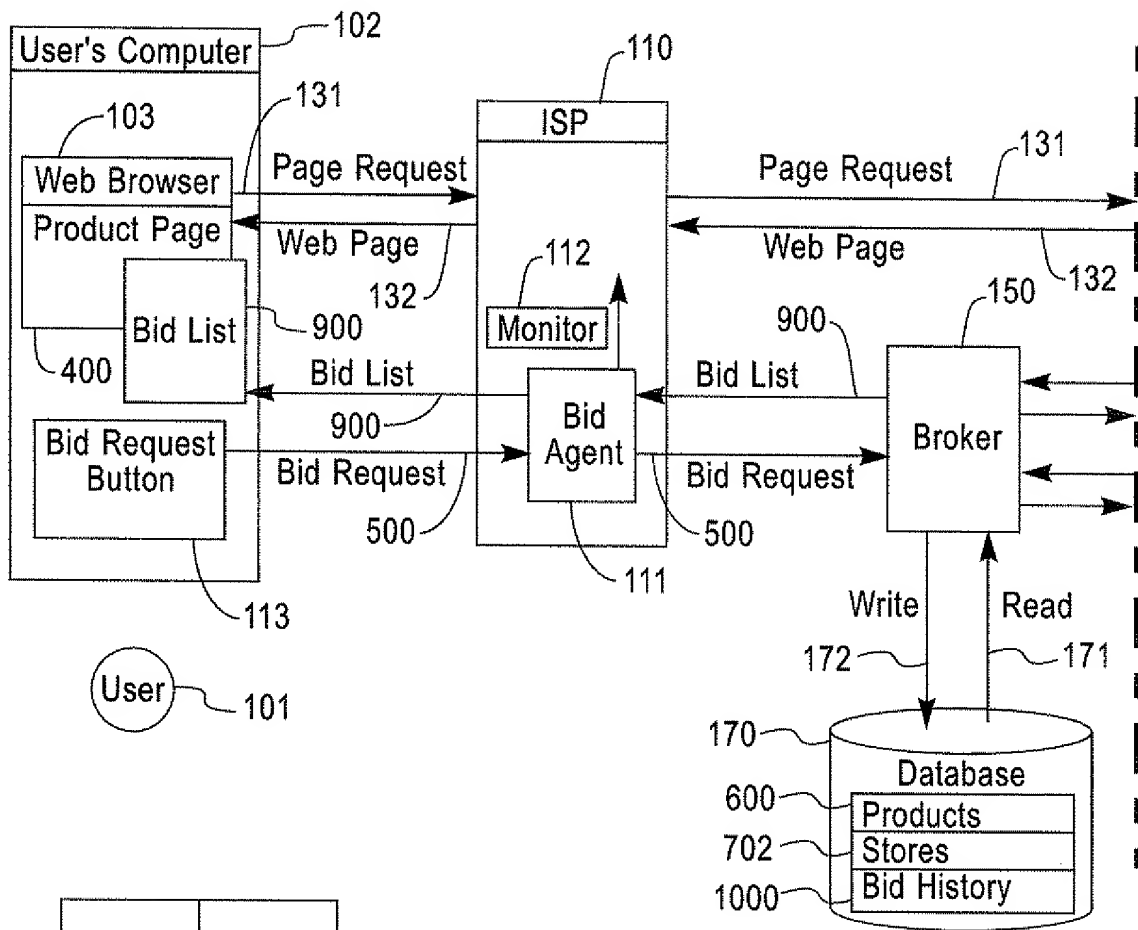 102
User's Computer
110
131
103
ISP
Web Browser
Page Request
Page Request
131
Product Page
Web Page
Web Page
112
132
132
150
Monitor
Bid List
900
900
400
Bid List
Bid List
900
Bid Agent
Broker
Bid Request Button
Bid Request
Bid Request
500
500
111
113
Write
Read
172
171
User
101
170
Database
600
Products
702
Stores
1000
Bid History